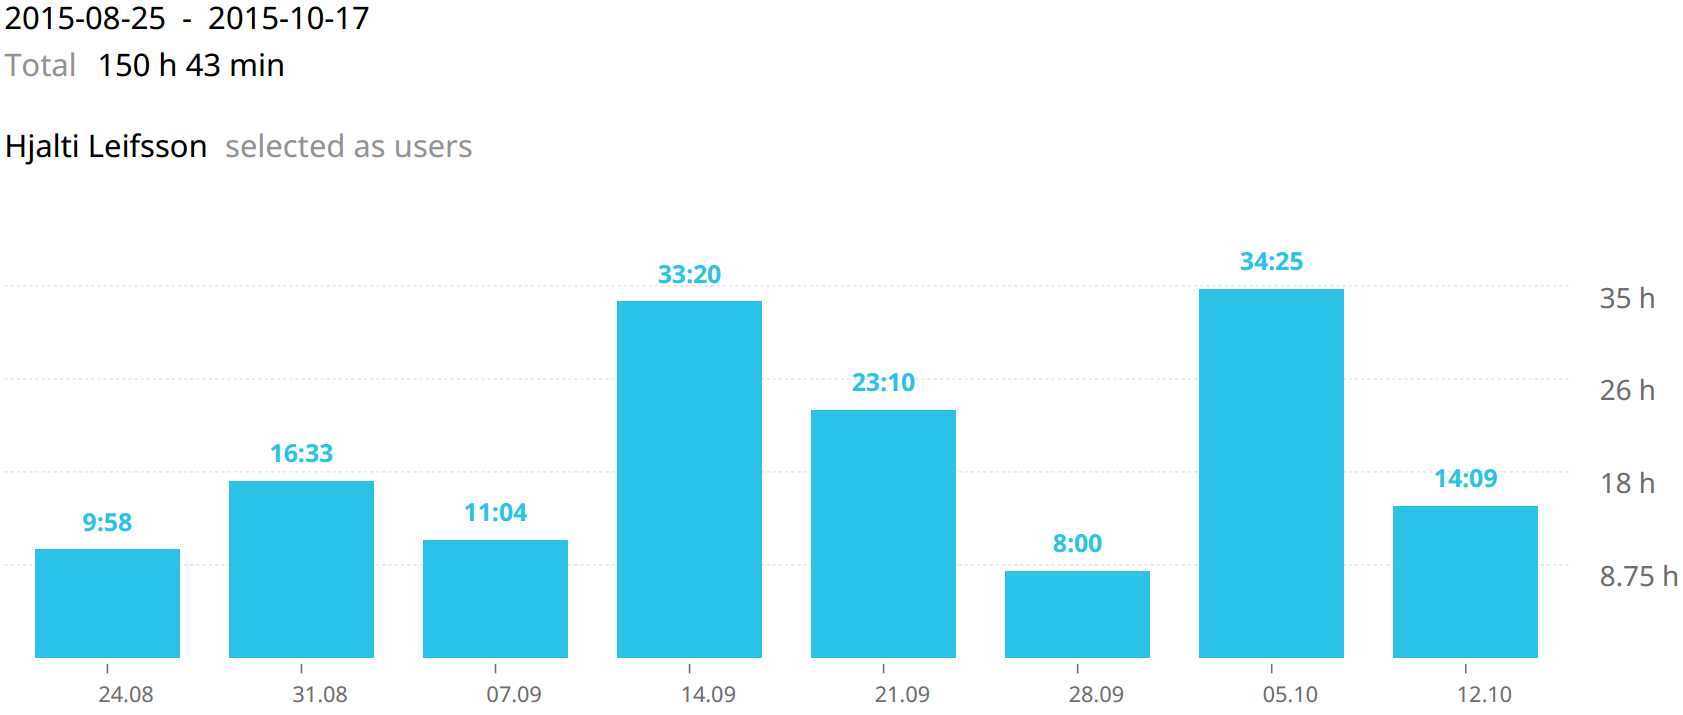 2015-08-25 - 2015-10-17
Total 150 h 43 min
Hjalti Leifsson selected as users
34:25
33:20
35 h
23:10
26 h
16:33
14:09
18 h
9:58
11:04
8:00
8.75 h
24.08 31.08 07.09 14.09 21.09 28.09 05.10 12.10